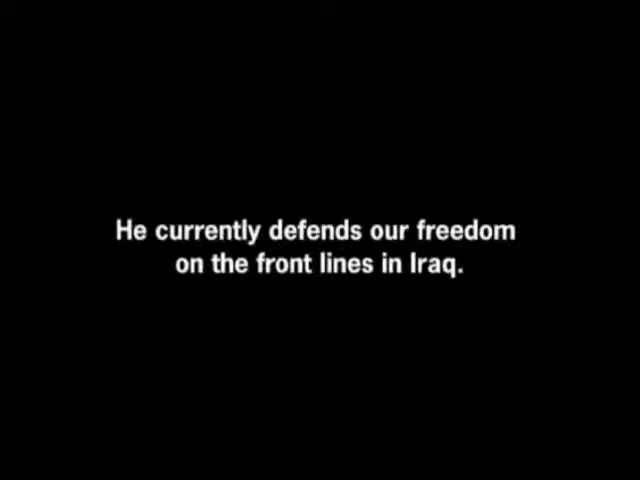 He currently defends our freedom
on the front lines in Iraq.